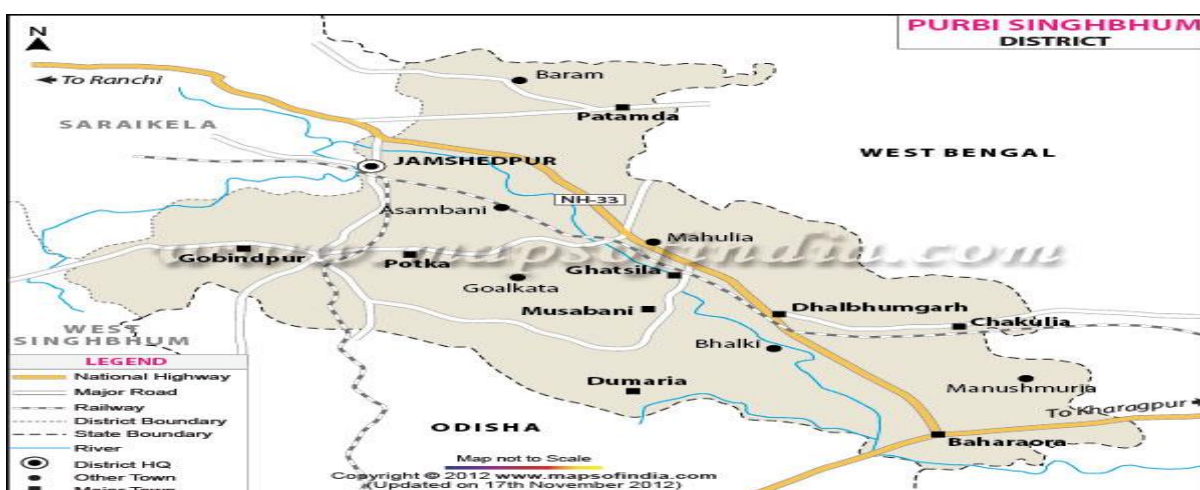 N
PURBI SINGHBHUM
DISTRICT
To Ranchi
Baram
SARAIKELA
Patamda
WEST BENGAL
JAMSHEDPUR
NH-33
Asambani
Mahulia
www.mapsofindia.com
Gobindpur
Potka
Ghatsila
Goalkata
Musabani
Dhalbhumgarh
Chakulia
WEST
SINGHBHUM
Bhalki
LEGEND
National Highway
Major Road
Railway
District Boundary
State Boundary
River
District HQ
Other Town
Major Town
Dumaria
Manushmurja
To Kharagpur
ODISHA
Baharaora
Map not to Scale
Copyright © 2012 www.mapsofindia.com
(Updated on 17th November 2012)